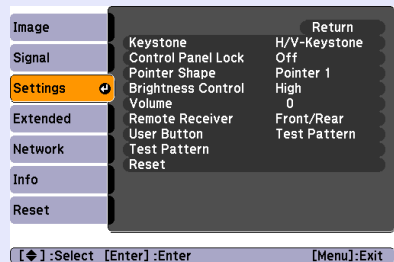 Image
Signal
Settings
Extended
Network
Info
Reset
Return
Keystone H/V-Keystone
Control Panel Lock Off
Pointer Shape Pointer 1
Brightness Control High
Volume 0
Remote Receiver Front/Rear
User Button Test Pattern
Test Pattern
Reset
[◆] :Select [Enter] :Enter [Menu]:Exit